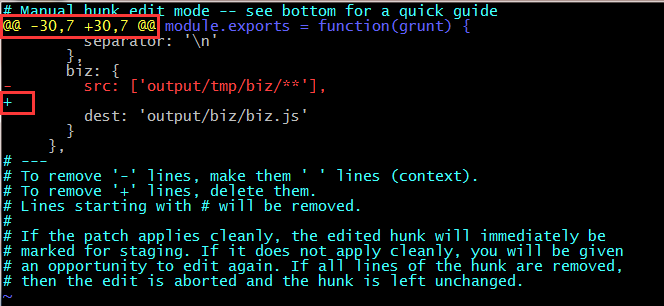 # Manual hunk edit mode -- see bottom for a quick guide
@@ -30,7 +30,7 @@ module.exports = function(grunt) {
         separator: '\n'
       },
       biz: {
-        src: ['output/tmp/biz/**'],
+
         dest: 'output/biz/biz.js'
       }
     },
# ---
# To remove '-' lines, make them ' ' lines (context).
# To remove '+' lines, delete them.
# Lines starting with # will be removed.
#
# If the patch applies cleanly, the edited hunk will immediately be
# marked for staging. If it does not apply cleanly, you will be given
# an opportunity to edit again. If all lines of the hunk are removed,
# then the edit is aborted and the hunk is left unchanged.
~